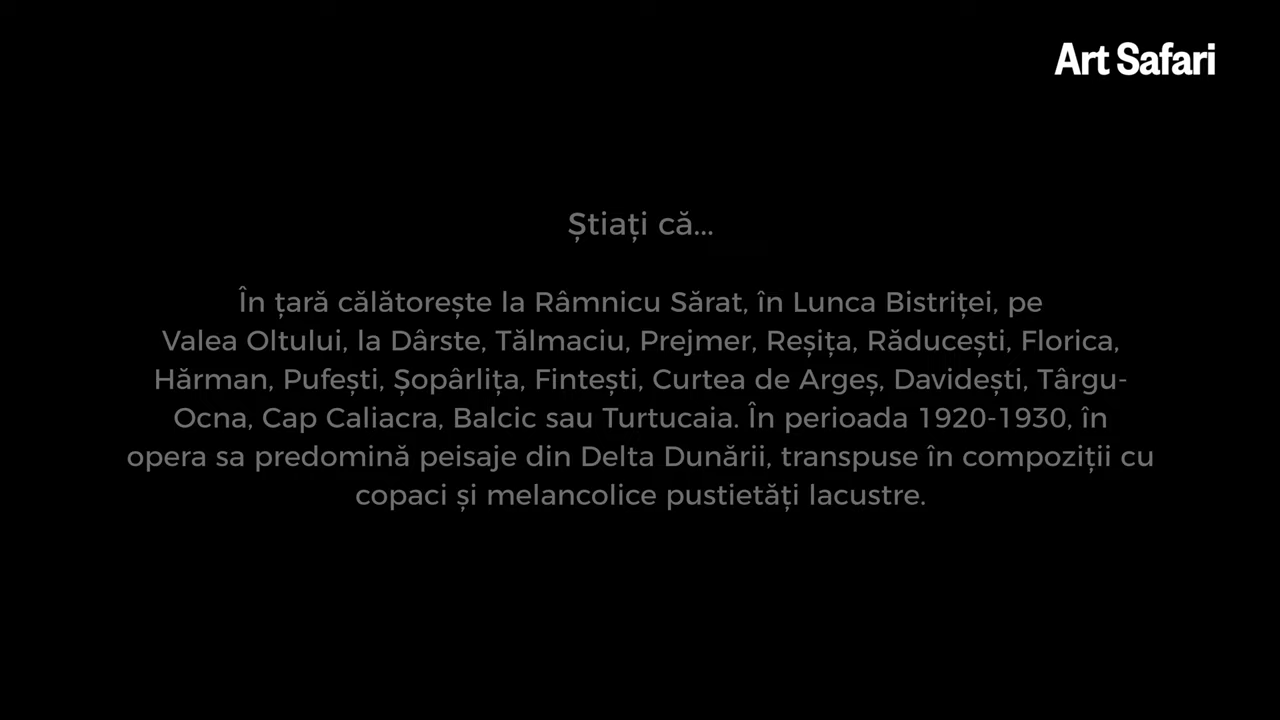 Art Safari
Știați că...
În țară călătorește la Râmnicu Sărat, în Lunca Bistriței, pe
Valea Oltului, la Dârste, Tălmaciu, Prejmer, Reșița, Răducești, Florica,
Hărman, Pufești, Șopârlița, Fintești, Curtea de Argeș, Davidești, Târgu-
Ocna, Cap Caliacra, Balcic sau Turtucaia. În perioada 1920-1930, în
opera sa predomină peisaje din Delta Dunării, transpuse în compoziții cu
copaci și melancolice pustietăți lacustre.